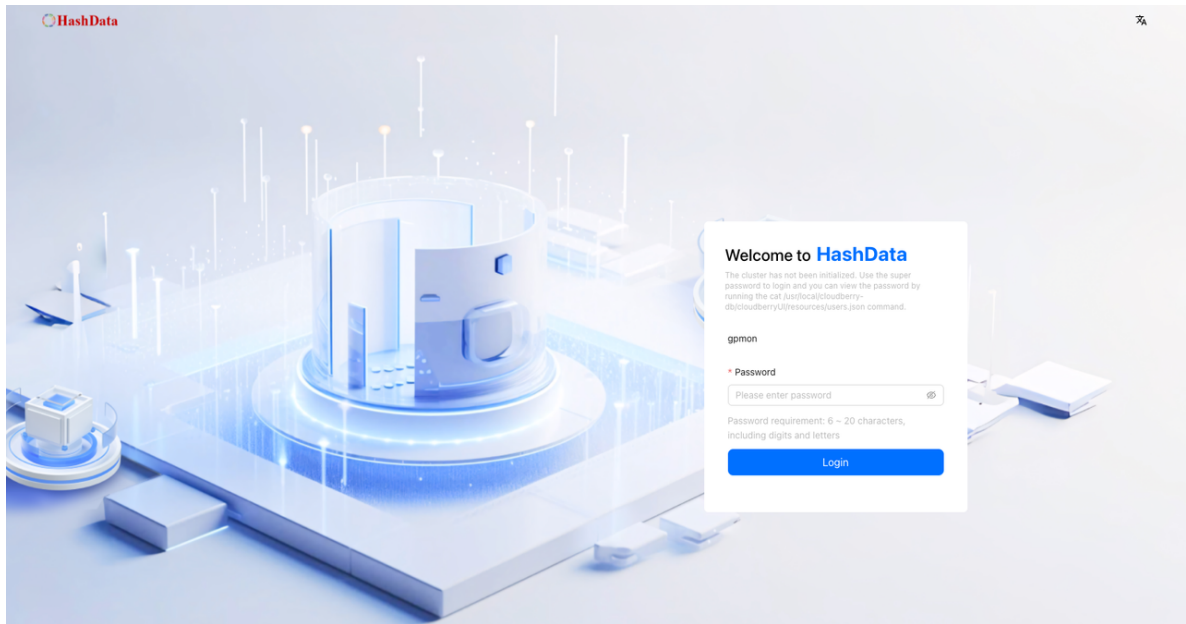 HashData
Welcome to HashData
The cluster has not been initialized. Use the super
password to login and you can view the password by
running the cat /usr/local/cloudberry-
db/cloudberryUI/resources/users.json command.
gpmon
* Password
Please enter password
Password requirement: 6 ~ 20 characters,
including digits and letters
Login